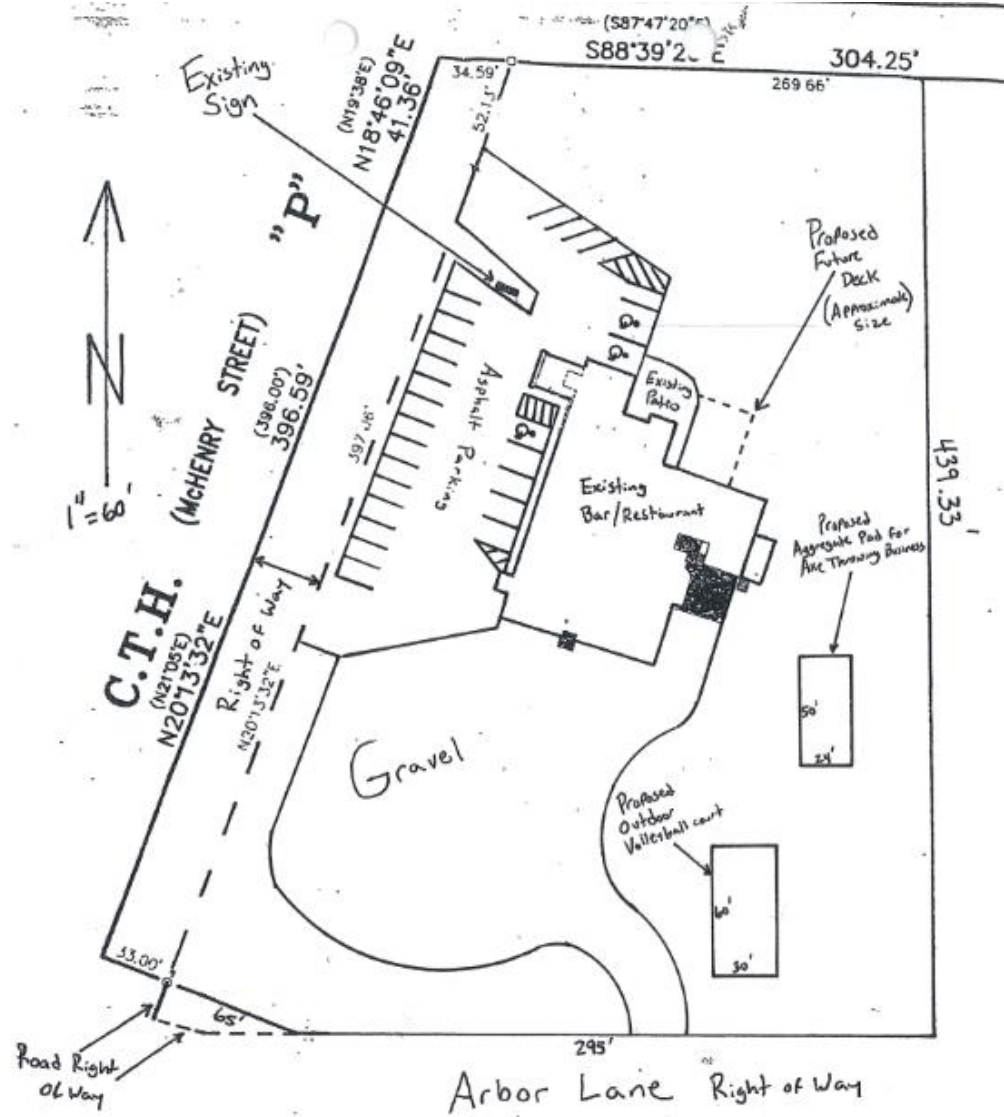 (S87°47'20"E)
S88°39'2
E
304.25'
34.59'
269.66'
Existing
Sign
(N19°38'E)
N18°46'09"E
41.36'
52.13'
"P"
Proposed
Future
Deck
(Approximate)
Size
N
1"=60'
(MCHENRY STREET)
(396.00')
396.59'
Asphalt Parking
Existing
Patio
439.33'
Existing
Bar/Restaurant
Proposed
Aggregate Pad for
Axe Throwing Business
C.T.H.
(N21°05'E)
N20°13'32"E
Right of Way
N20°13'32"E
50'
24'
Gravel
Proposed
Outdoor
Volleyball court
60'
30'
33.00'
65'
Road Right
Of Way
295'
Arbor Lane Right of Way